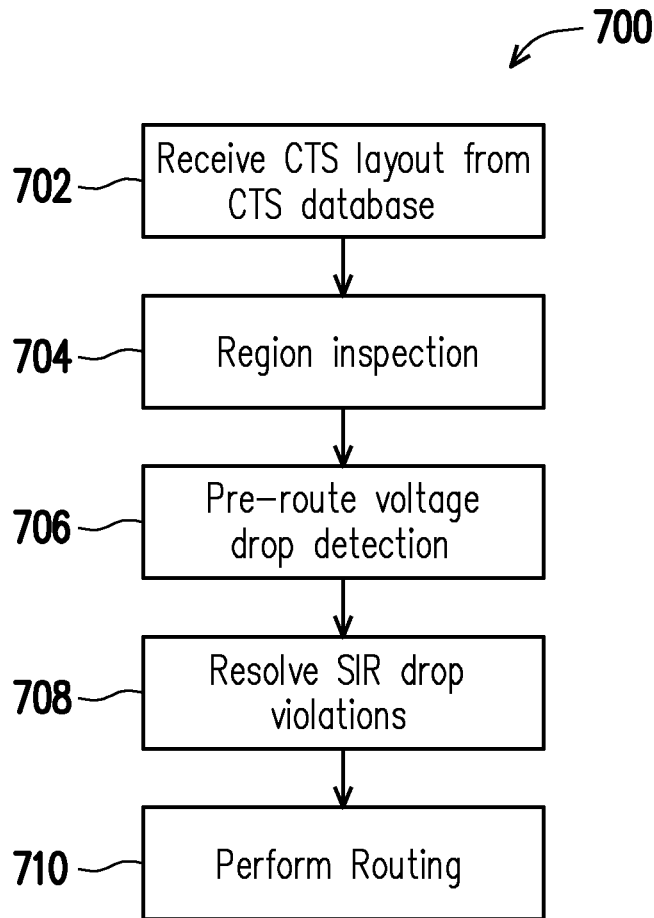 700
702
Receive CTS layout from
CTS database
704
Region inspection
706
Pre-route voltage
drop detection
708
Resolve SIR drop
violations
710
Perform Routing